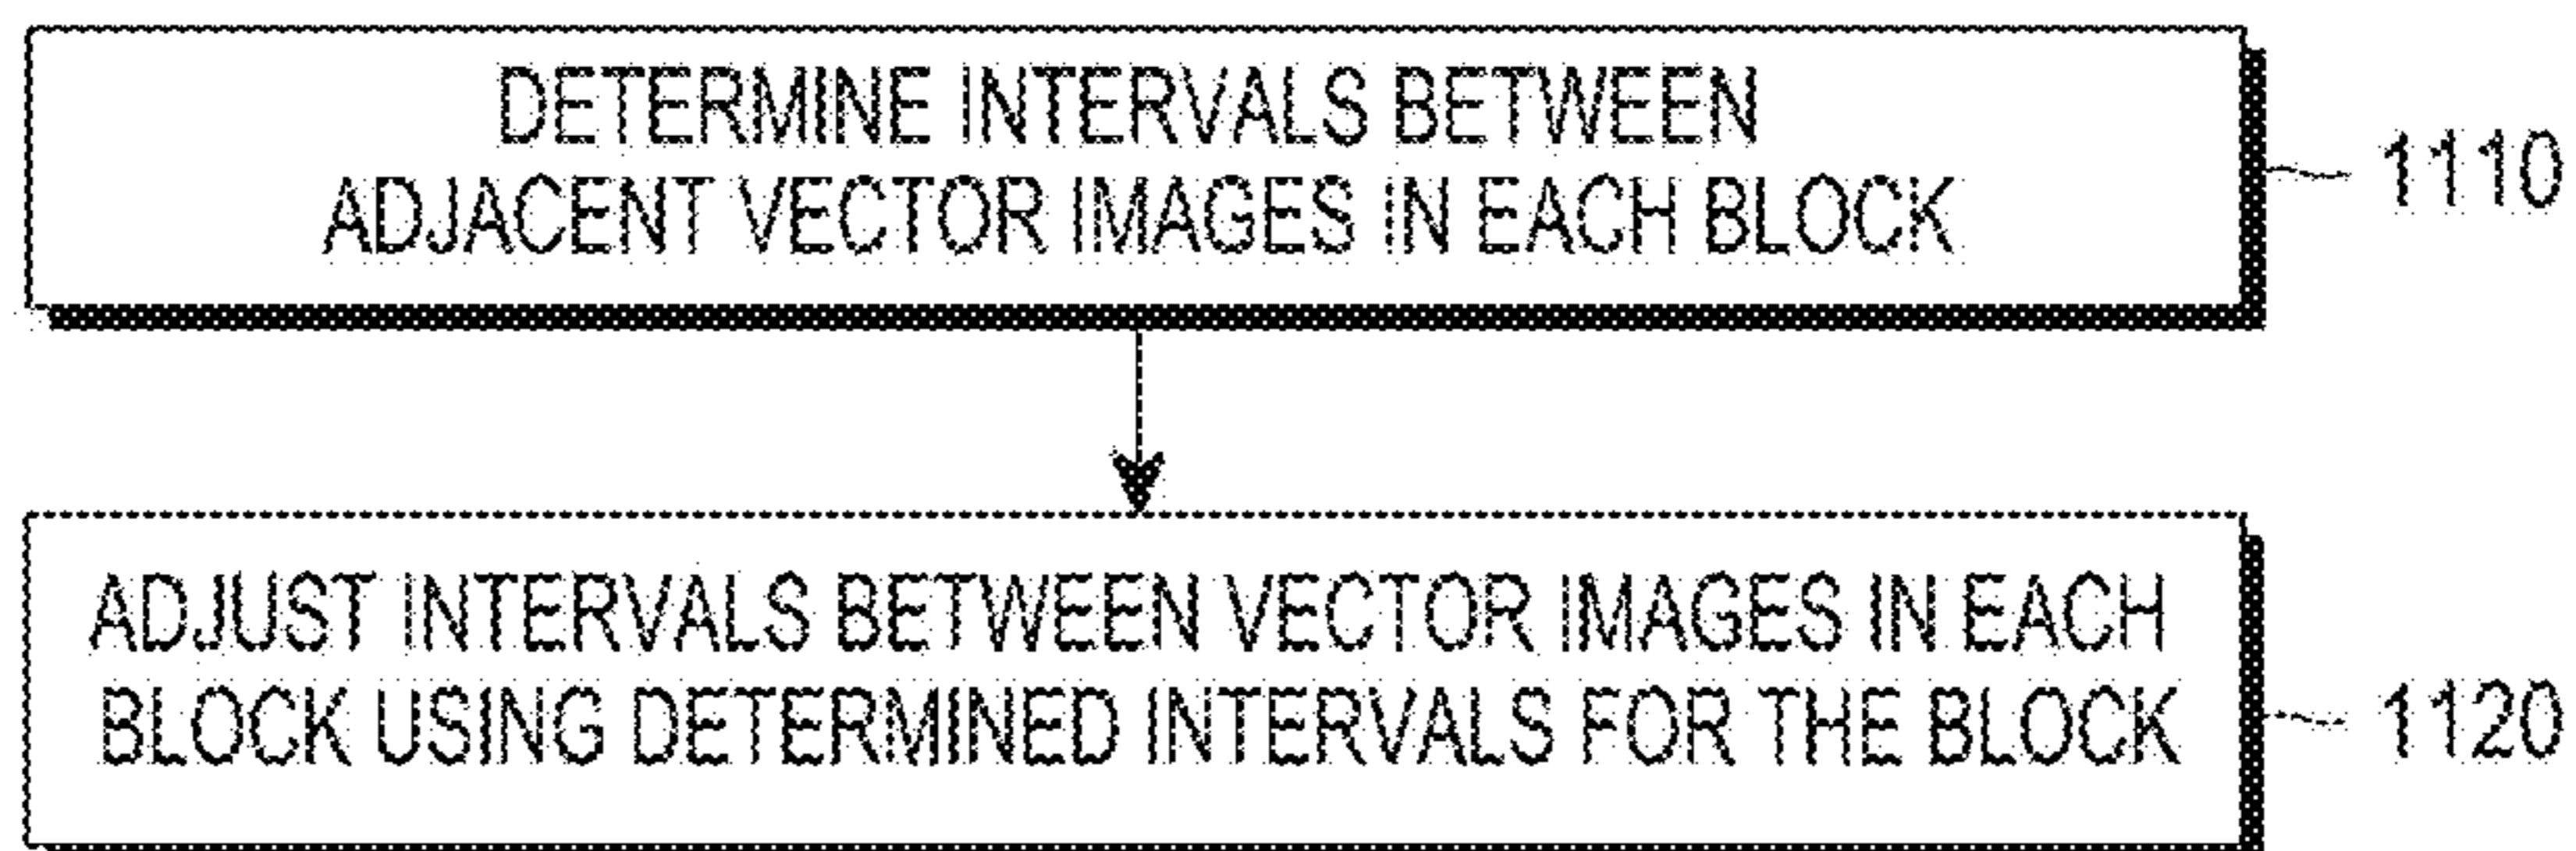 DETERMINE INTERVALS BETWEEN
ADJACENT VECTOR IMAGES IN EACH BLOCK
1110
ADJUST INTERVALS BETWEEN VECTOR IMAGES IN EACH
BLOCK USING DETERMINED INTERVALS FOR THE BLOCK
1120